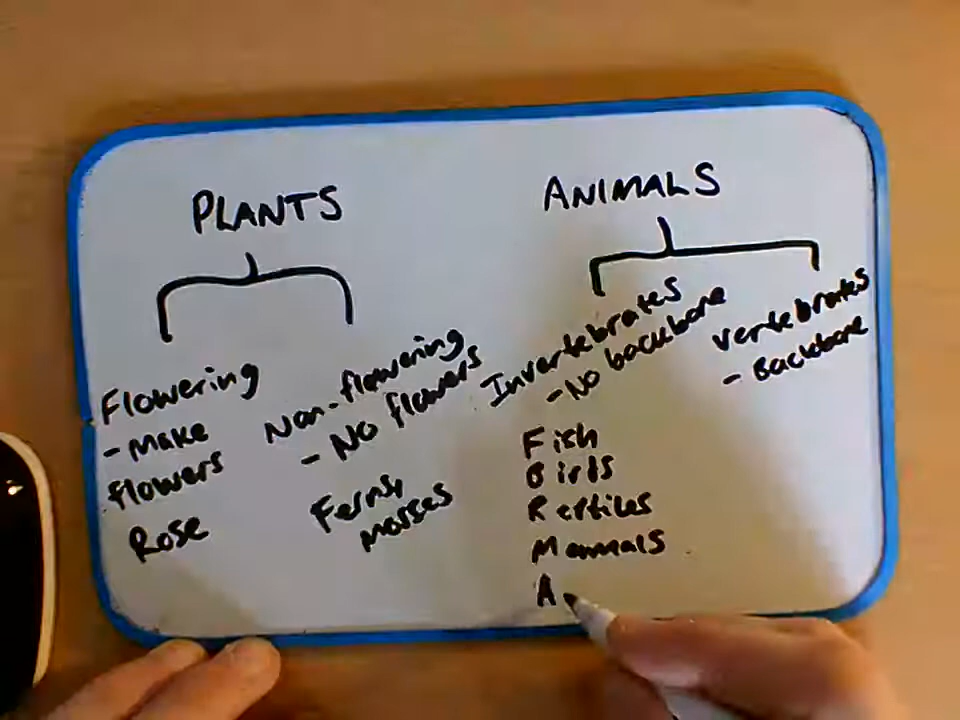 PLANTS
Flowering
- Make
flowers
Rose
Non-flowering
- No flowers
Ferns,
mosses
ANIMALS
Invertebrates
- No backbone
vertebrates
- Backbone
Fish
Birds
Reptiles
Mammals
A